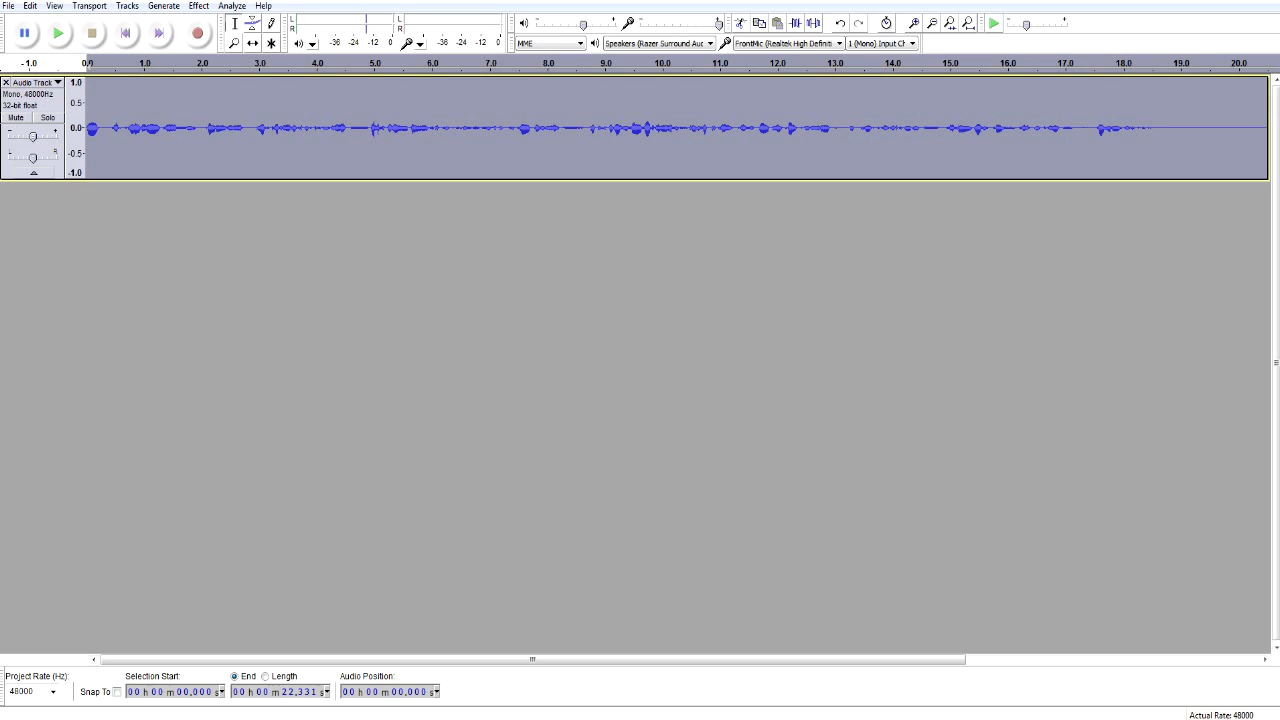 File Edit View Transport Tracks Generate Effect Analyze Help
L R L R
-36 -24 -12 0 -36 -24 -12 0
MME Speakers (Razer Surround Auc FrontMic (Realtek High Definiti 1 (Mono) Input Ch
-1.0 0.0 1.0 2.0 3.0 4.0 5.0 6.0 7.0 8.0 9.0 10.0 11.0 12.0 13.0 14.0 15.0 16.0 17.0 18.0 19.0 20.0
Audio Track 1.0
Mono, 48000Hz
32-bit float 0.5-
Mute Solo
- + 0.0-
L R -0.5-
-1.0
Project Rate (Hz): Selection Start: End Length Audio Position:
48000 Snap To 00 h 00 m 00,000 s 00 h 00 m 22,331 s 00 h 00 m 00,000 s
Actual Rate: 48000